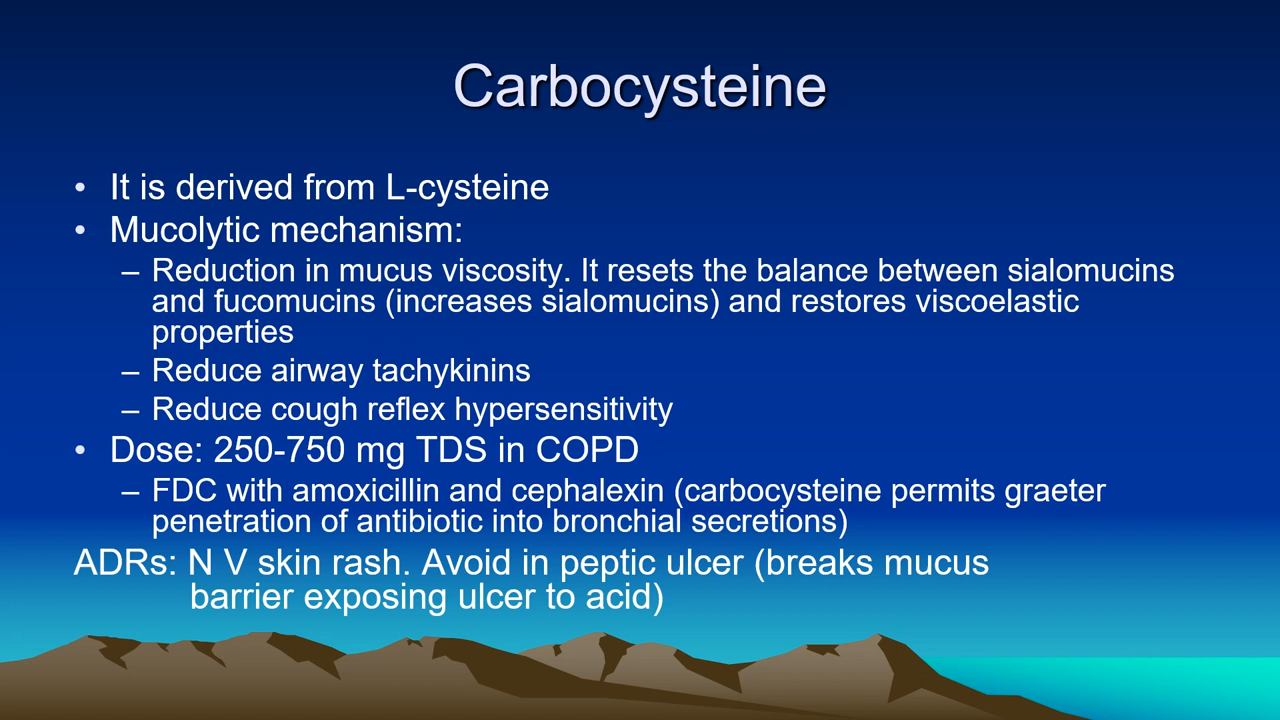 Carbocysteine
• It is derived from L-cysteine
• Mucolytic mechanism:
– Reduction in mucus viscosity. It resets the balance between sialomucins
and fucomucins (increases sialomucins) and restores viscoelastic
properties
– Reduce airway tachykinins
– Reduce cough reflex hypersensitivity
• Dose: 250-750 mg TDS in COPD
– FDC with amoxicillin and cephalexin (carbocysteine permits graeter
penetration of antibiotic into bronchial secretions)
ADRs: N V skin rash. Avoid in peptic ulcer (breaks mucus
barrier exposing ulcer to acid)